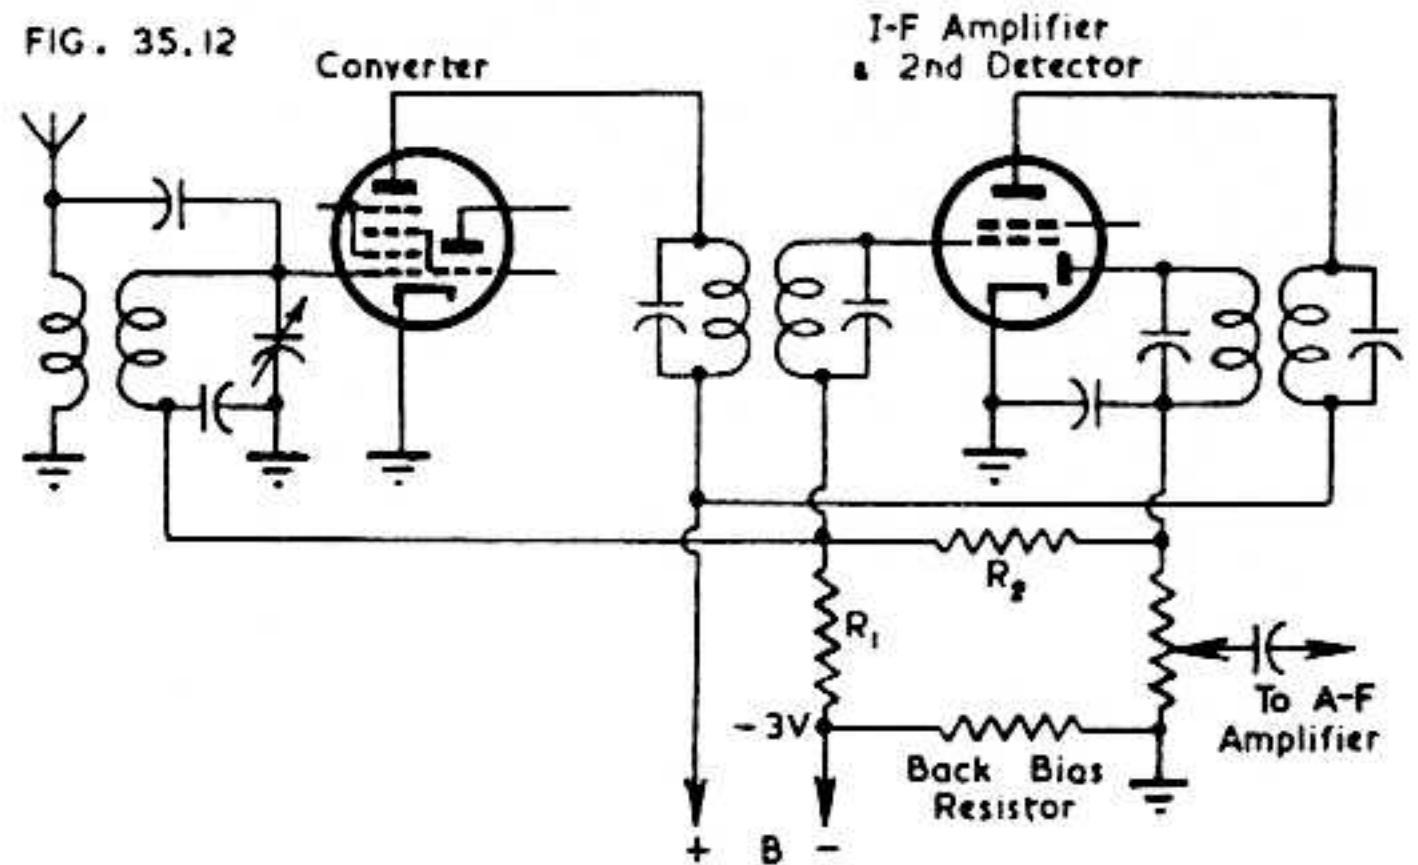 FIG. 35.12
Converter
I-F Amplifier
& 2nd Detector
R2
R1
-3V
To A-F
Amplifier
Back Bias
Resistor
+ B -